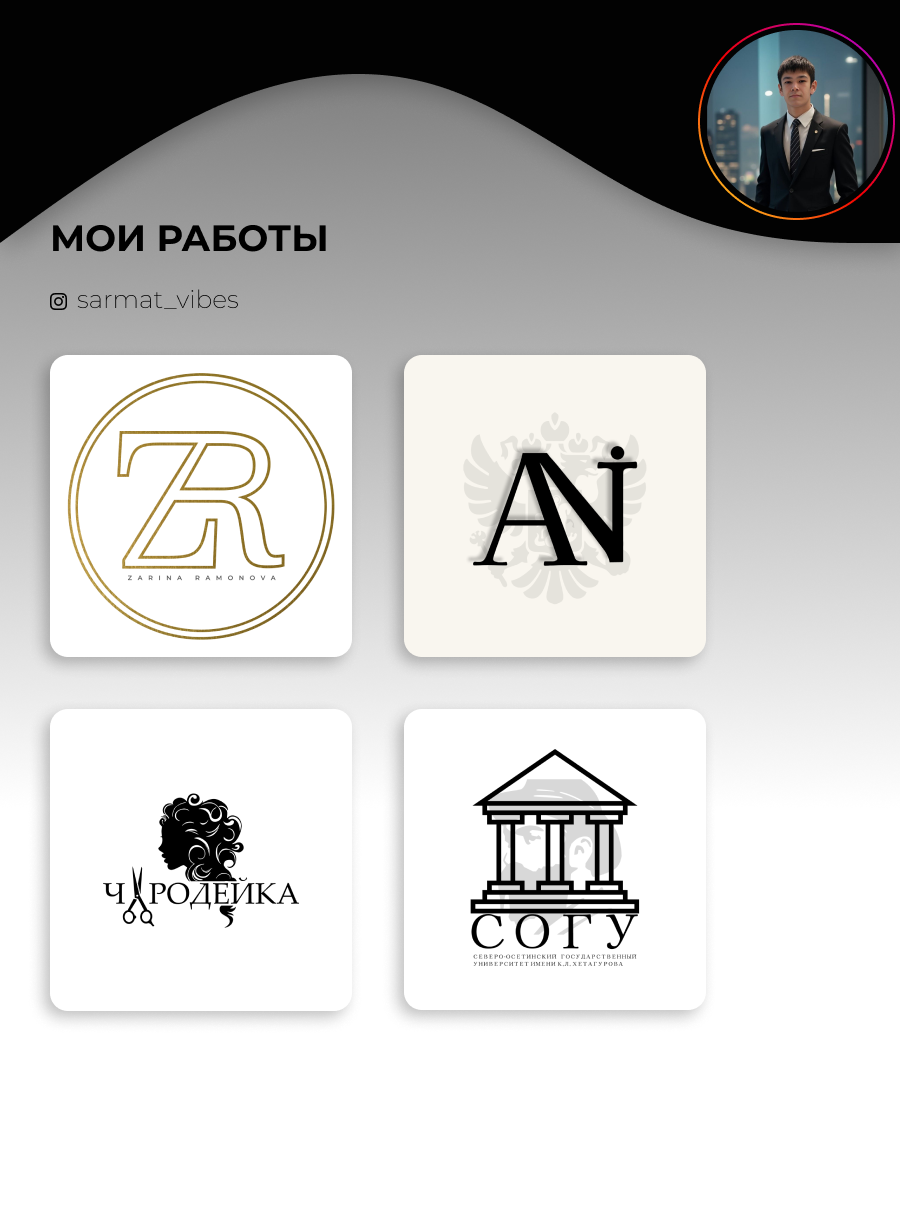 МОИ РАБОТЫ
sarmat_vibes
ZR
ZARINA RAMONOVA
AN
ЧАРОДЕЙКА
СОГУ
СЕВЕРО-ОСЕТИНСКИЙ ГОСУДАРСТВЕННЫЙ
УНИВЕРСИТЕТ ИМЕНИ К.Л. ХЕТАГУРОВА